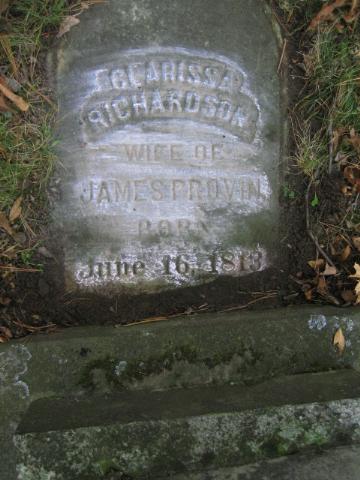 CLARISSA
RICHARDSON,
WIFE OF
JAMES PROVIN
BORN
June 16, 1813